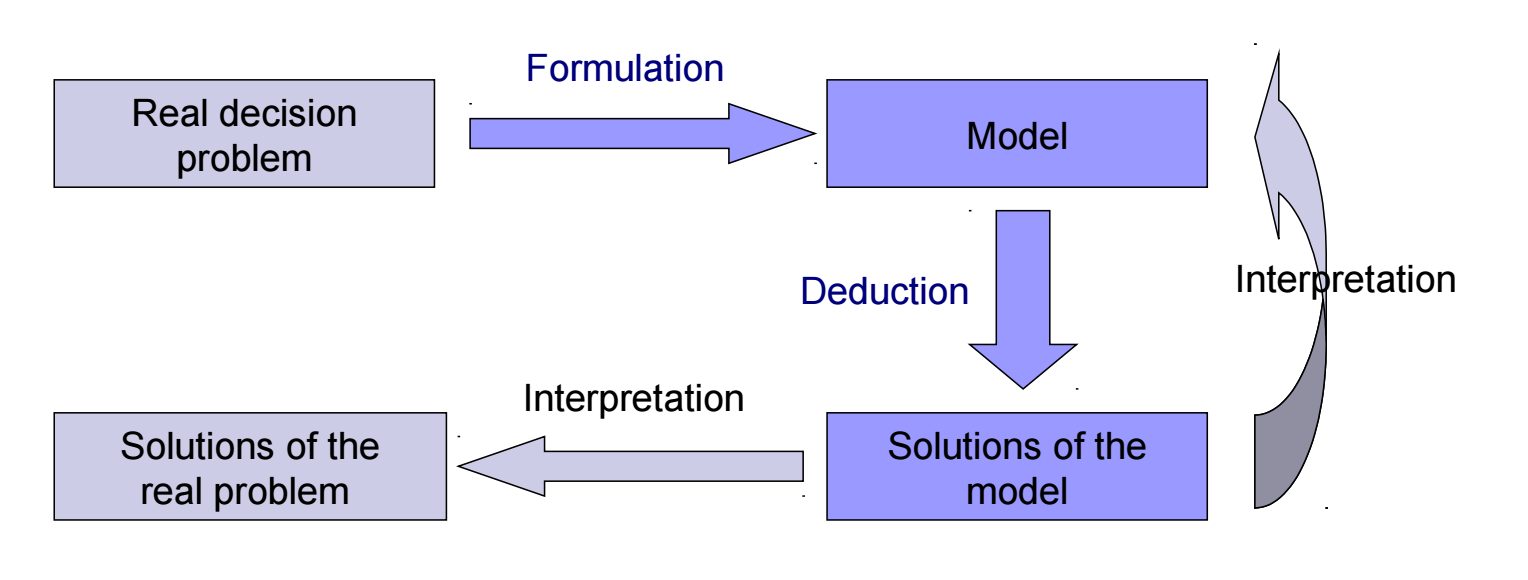 Formulation
Real decision
problem
Model
Deduction
Interpretation
Interpretation
Solutions of the
real problem
Solutions of the
model